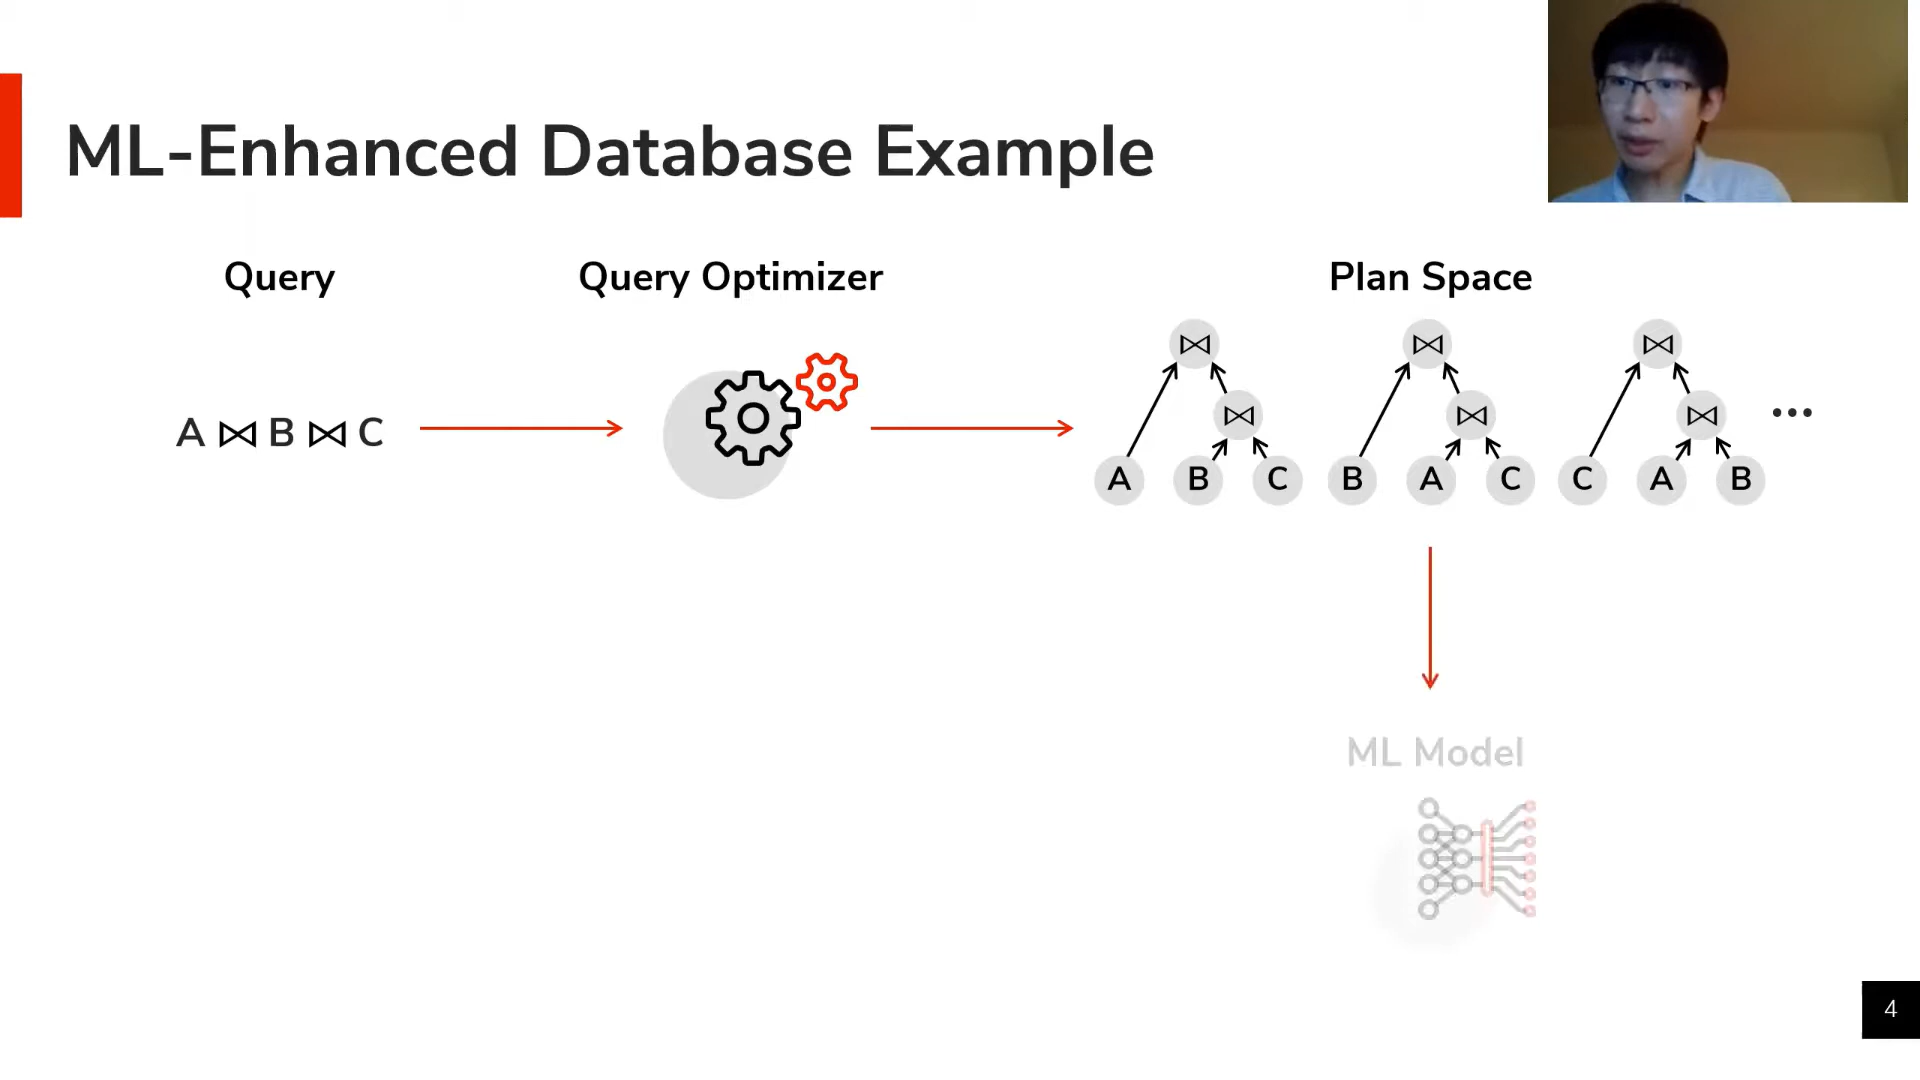 ML-Enhanced Database Example
Query
Query Optimizer
Plan Space
A ⋈ B ⋈ C
⋈ ⋈ ⋈
⋈ ⋈ ⋈ ...
A B C B A C C A B
ML Model
4